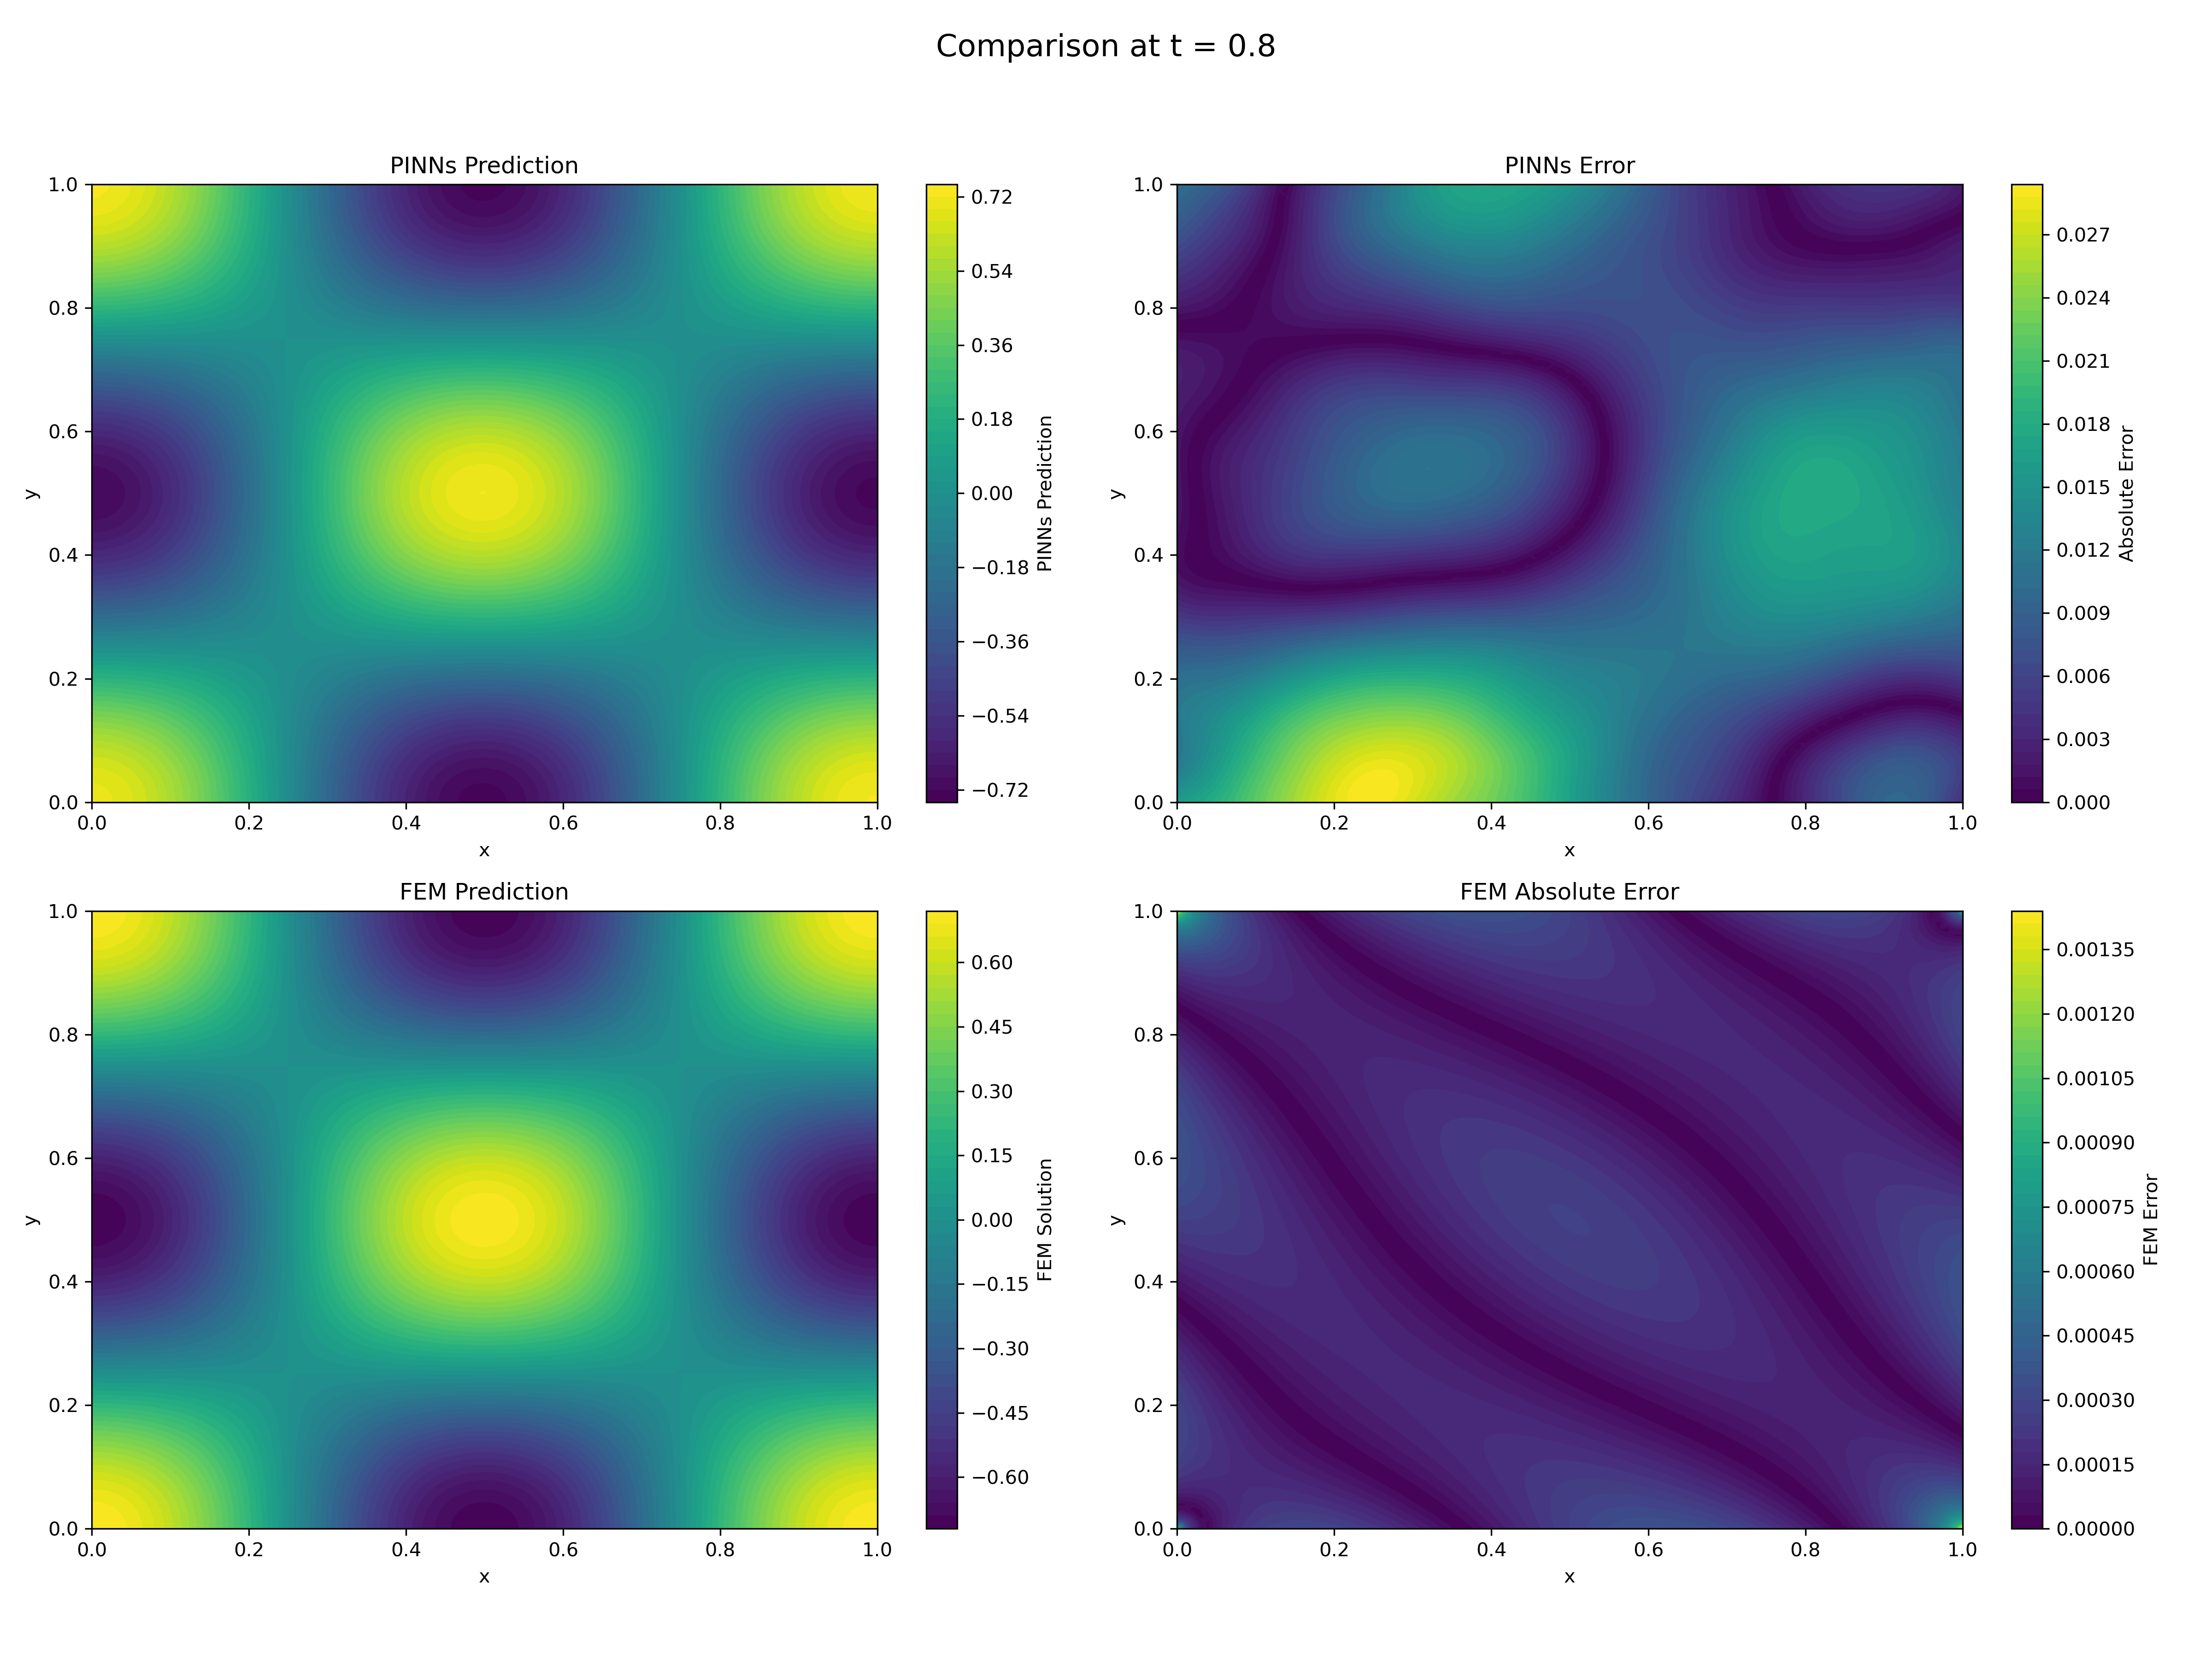 Comparison at t = 0.8
PINNs Prediction
1.0
0.8
0.6
0.4
0.2
0.0
y
0.0 0.2 0.4 0.6 0.8 1.0
x
0.72
0.54
0.36
0.18
0.00
−0.18
−0.36
−0.54
−0.72
PINNs Prediction
PINNs Error
1.0
0.8
0.6
0.4
0.2
0.0
y
0.0 0.2 0.4 0.6 0.8 1.0
x
0.027
0.024
0.021
0.018
0.015
0.012
0.009
0.006
0.003
0.000
Absolute Error
FEM Prediction
1.0
0.8
0.6
0.4
0.2
0.0
y
0.0 0.2 0.4 0.6 0.8 1.0
x
0.60
0.45
0.30
0.15
0.00
−0.15
−0.30
−0.45
−0.60
FEM Solution
FEM Absolute Error
1.0
0.8
0.6
0.4
0.2
0.0
y
0.0 0.2 0.4 0.6 0.8 1.0
x
0.00135
0.00120
0.00105
0.00090
0.00075
0.00060
0.00045
0.00030
0.00015
0.00000
FEM Error